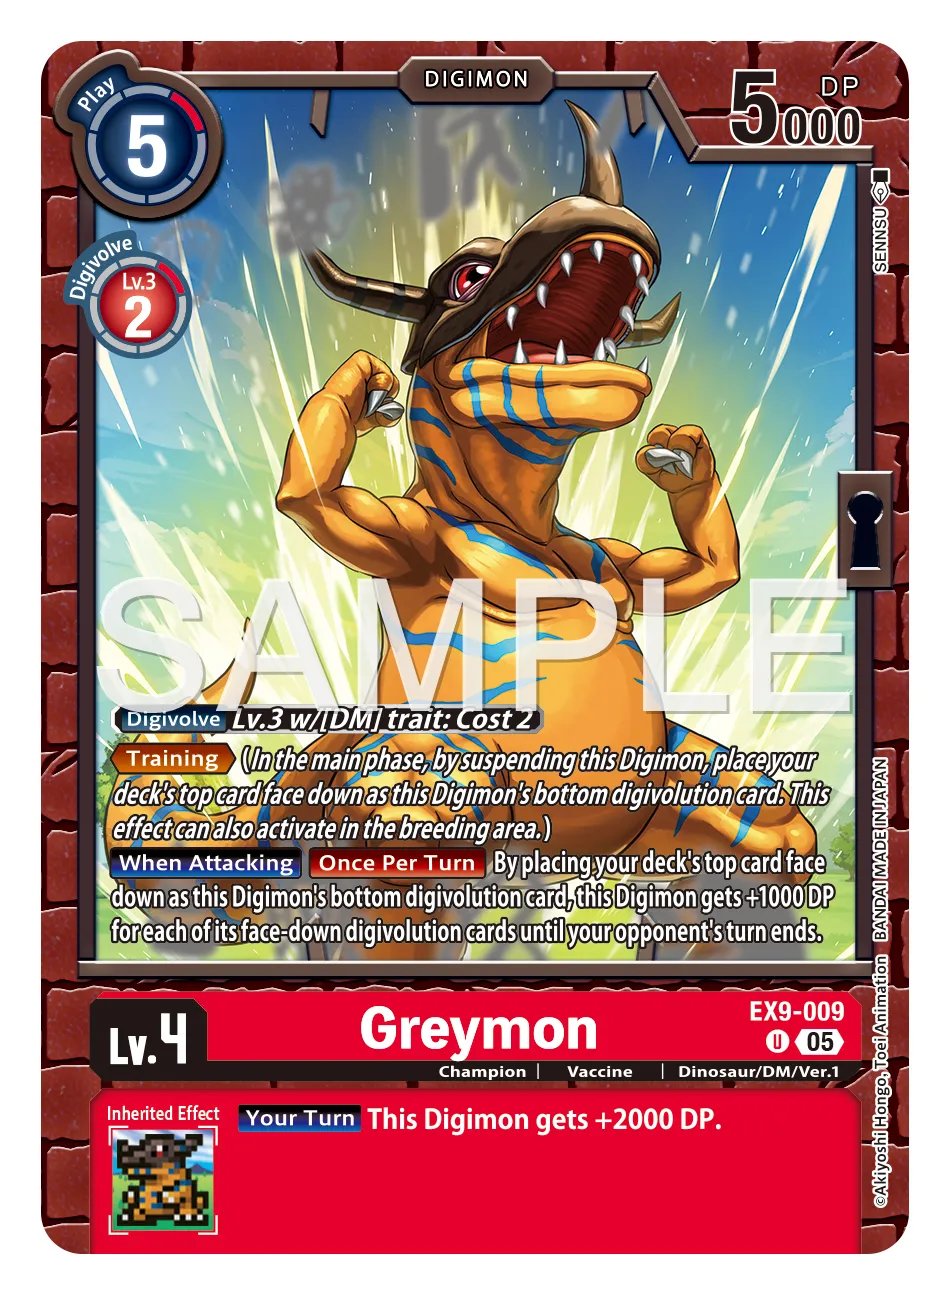 DIGIMON
Play
5
DP
5000
Digivolve
Lv.3
2
SENNSU
SAMPLE
Digivolve Lv.3 w/[DM] trait: Cost 2
Training (In the main phase, by suspending this Digimon, place your
deck's top card face down as this Digimon's bottom digivolution card. This
effect can also activate in the breeding area.)
When Attacking Once Per Turn By placing your deck's top card face
down as this Digimon's bottom digivolution card, this Digimon gets +1000 DP
for each of its face-down digivolution cards until your opponent's turn ends.
Lv.4
Greymon
EX9-009
U 05
Champion | Vaccine | Dinosaur/DM/Ver.1
Inherited Effect
Your Turn This Digimon gets +2000 DP.
©Akiyoshi Hongo, Toei Animation BANDAI MADE IN JAPAN